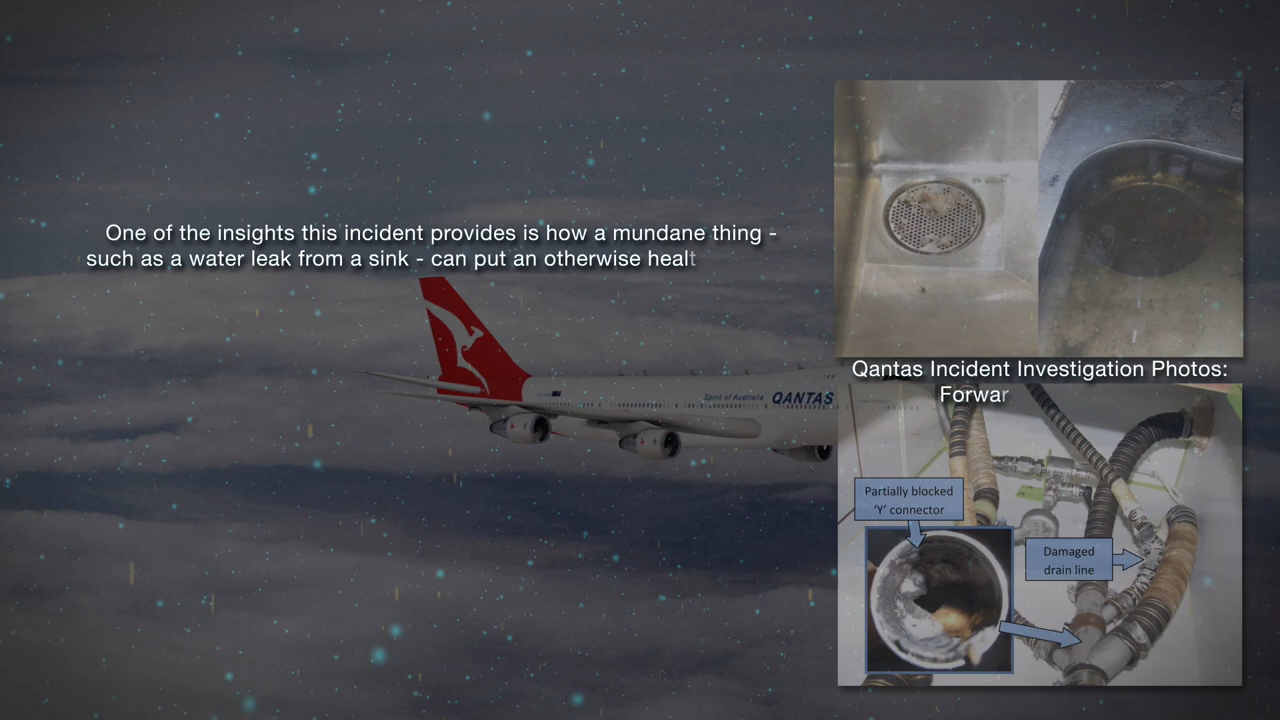 One of the insights this incident provides is how a mundane thing -
such as a water leak from a sink - can put an otherwise healt
Qantas Incident Investigation Photos:
Forwar
Spirit of Australia
QANTAS
Partially blocked
‘Y’ connector
Damaged
drain line